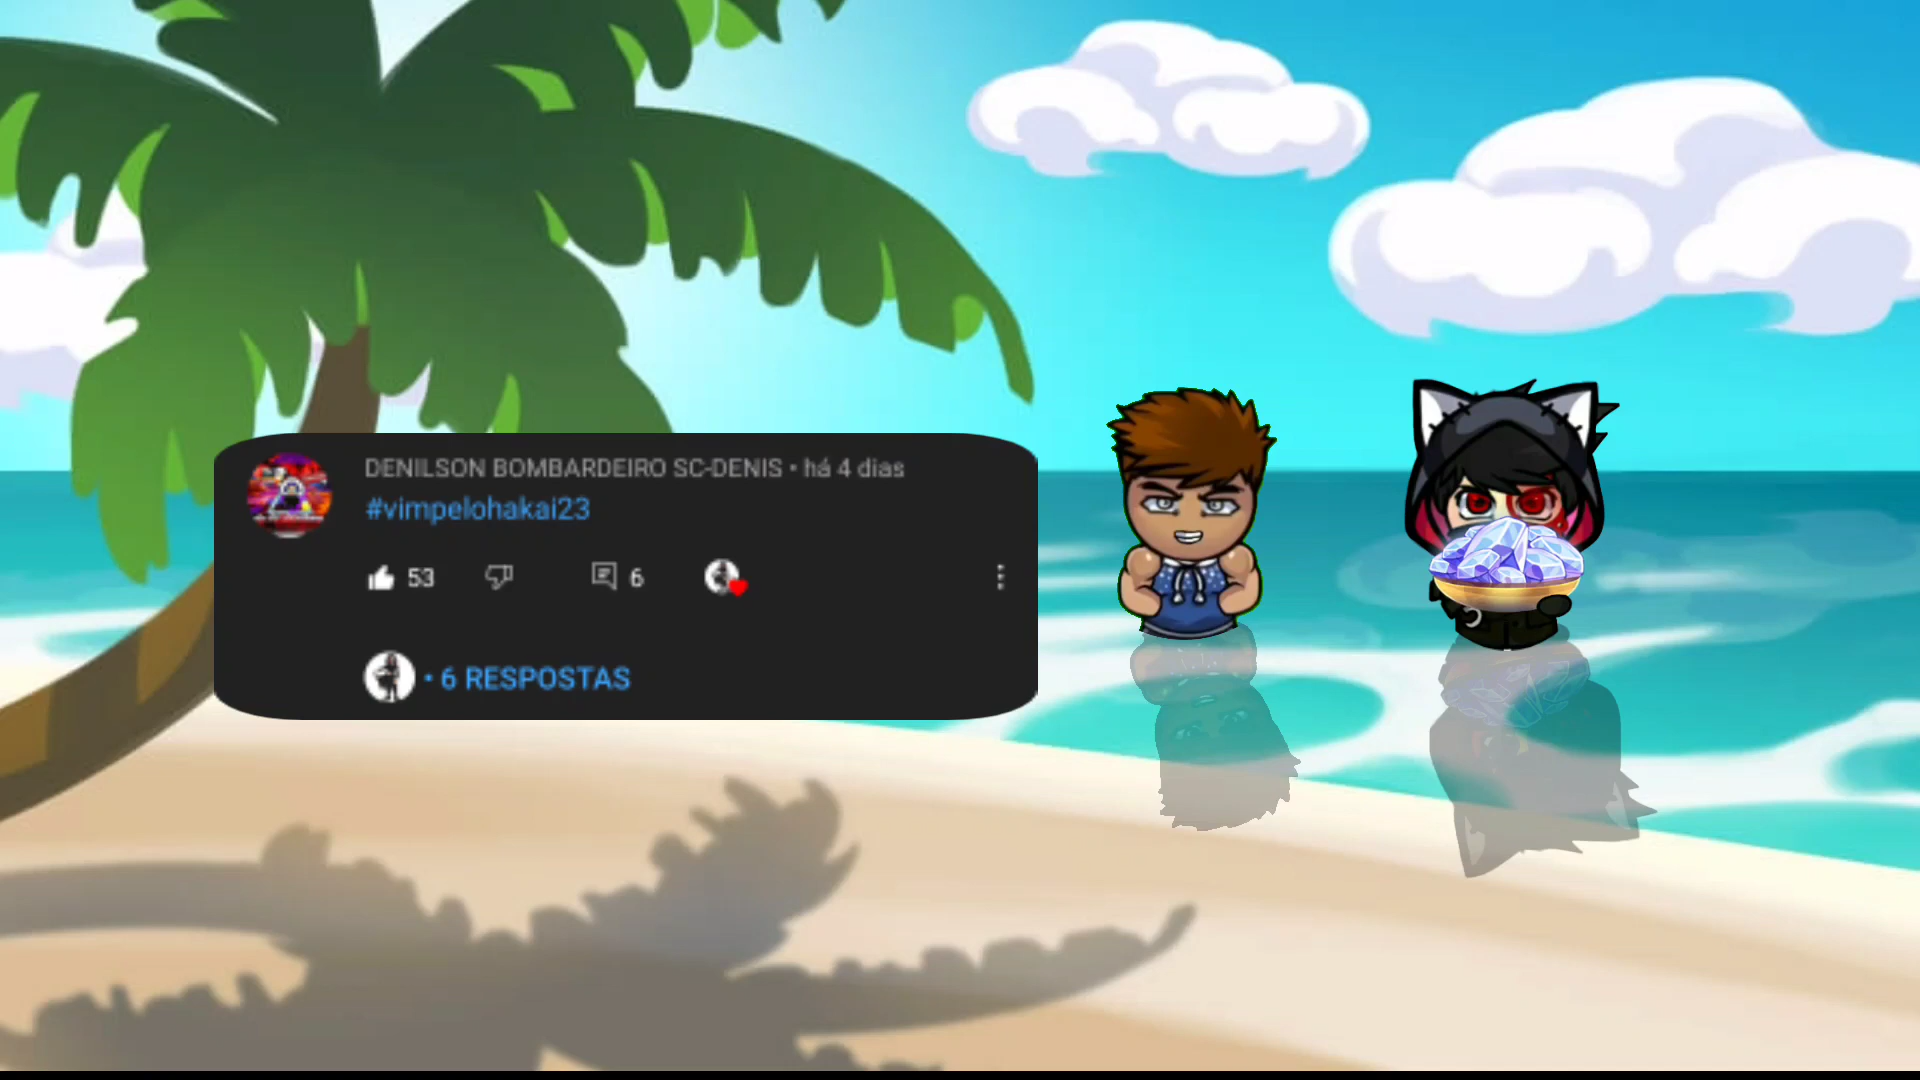 DENILSON BOMBARDEIRO SC-DENIS • há 4 dias
#vimpelohakai23
53 6
• 6 RESPOSTAS